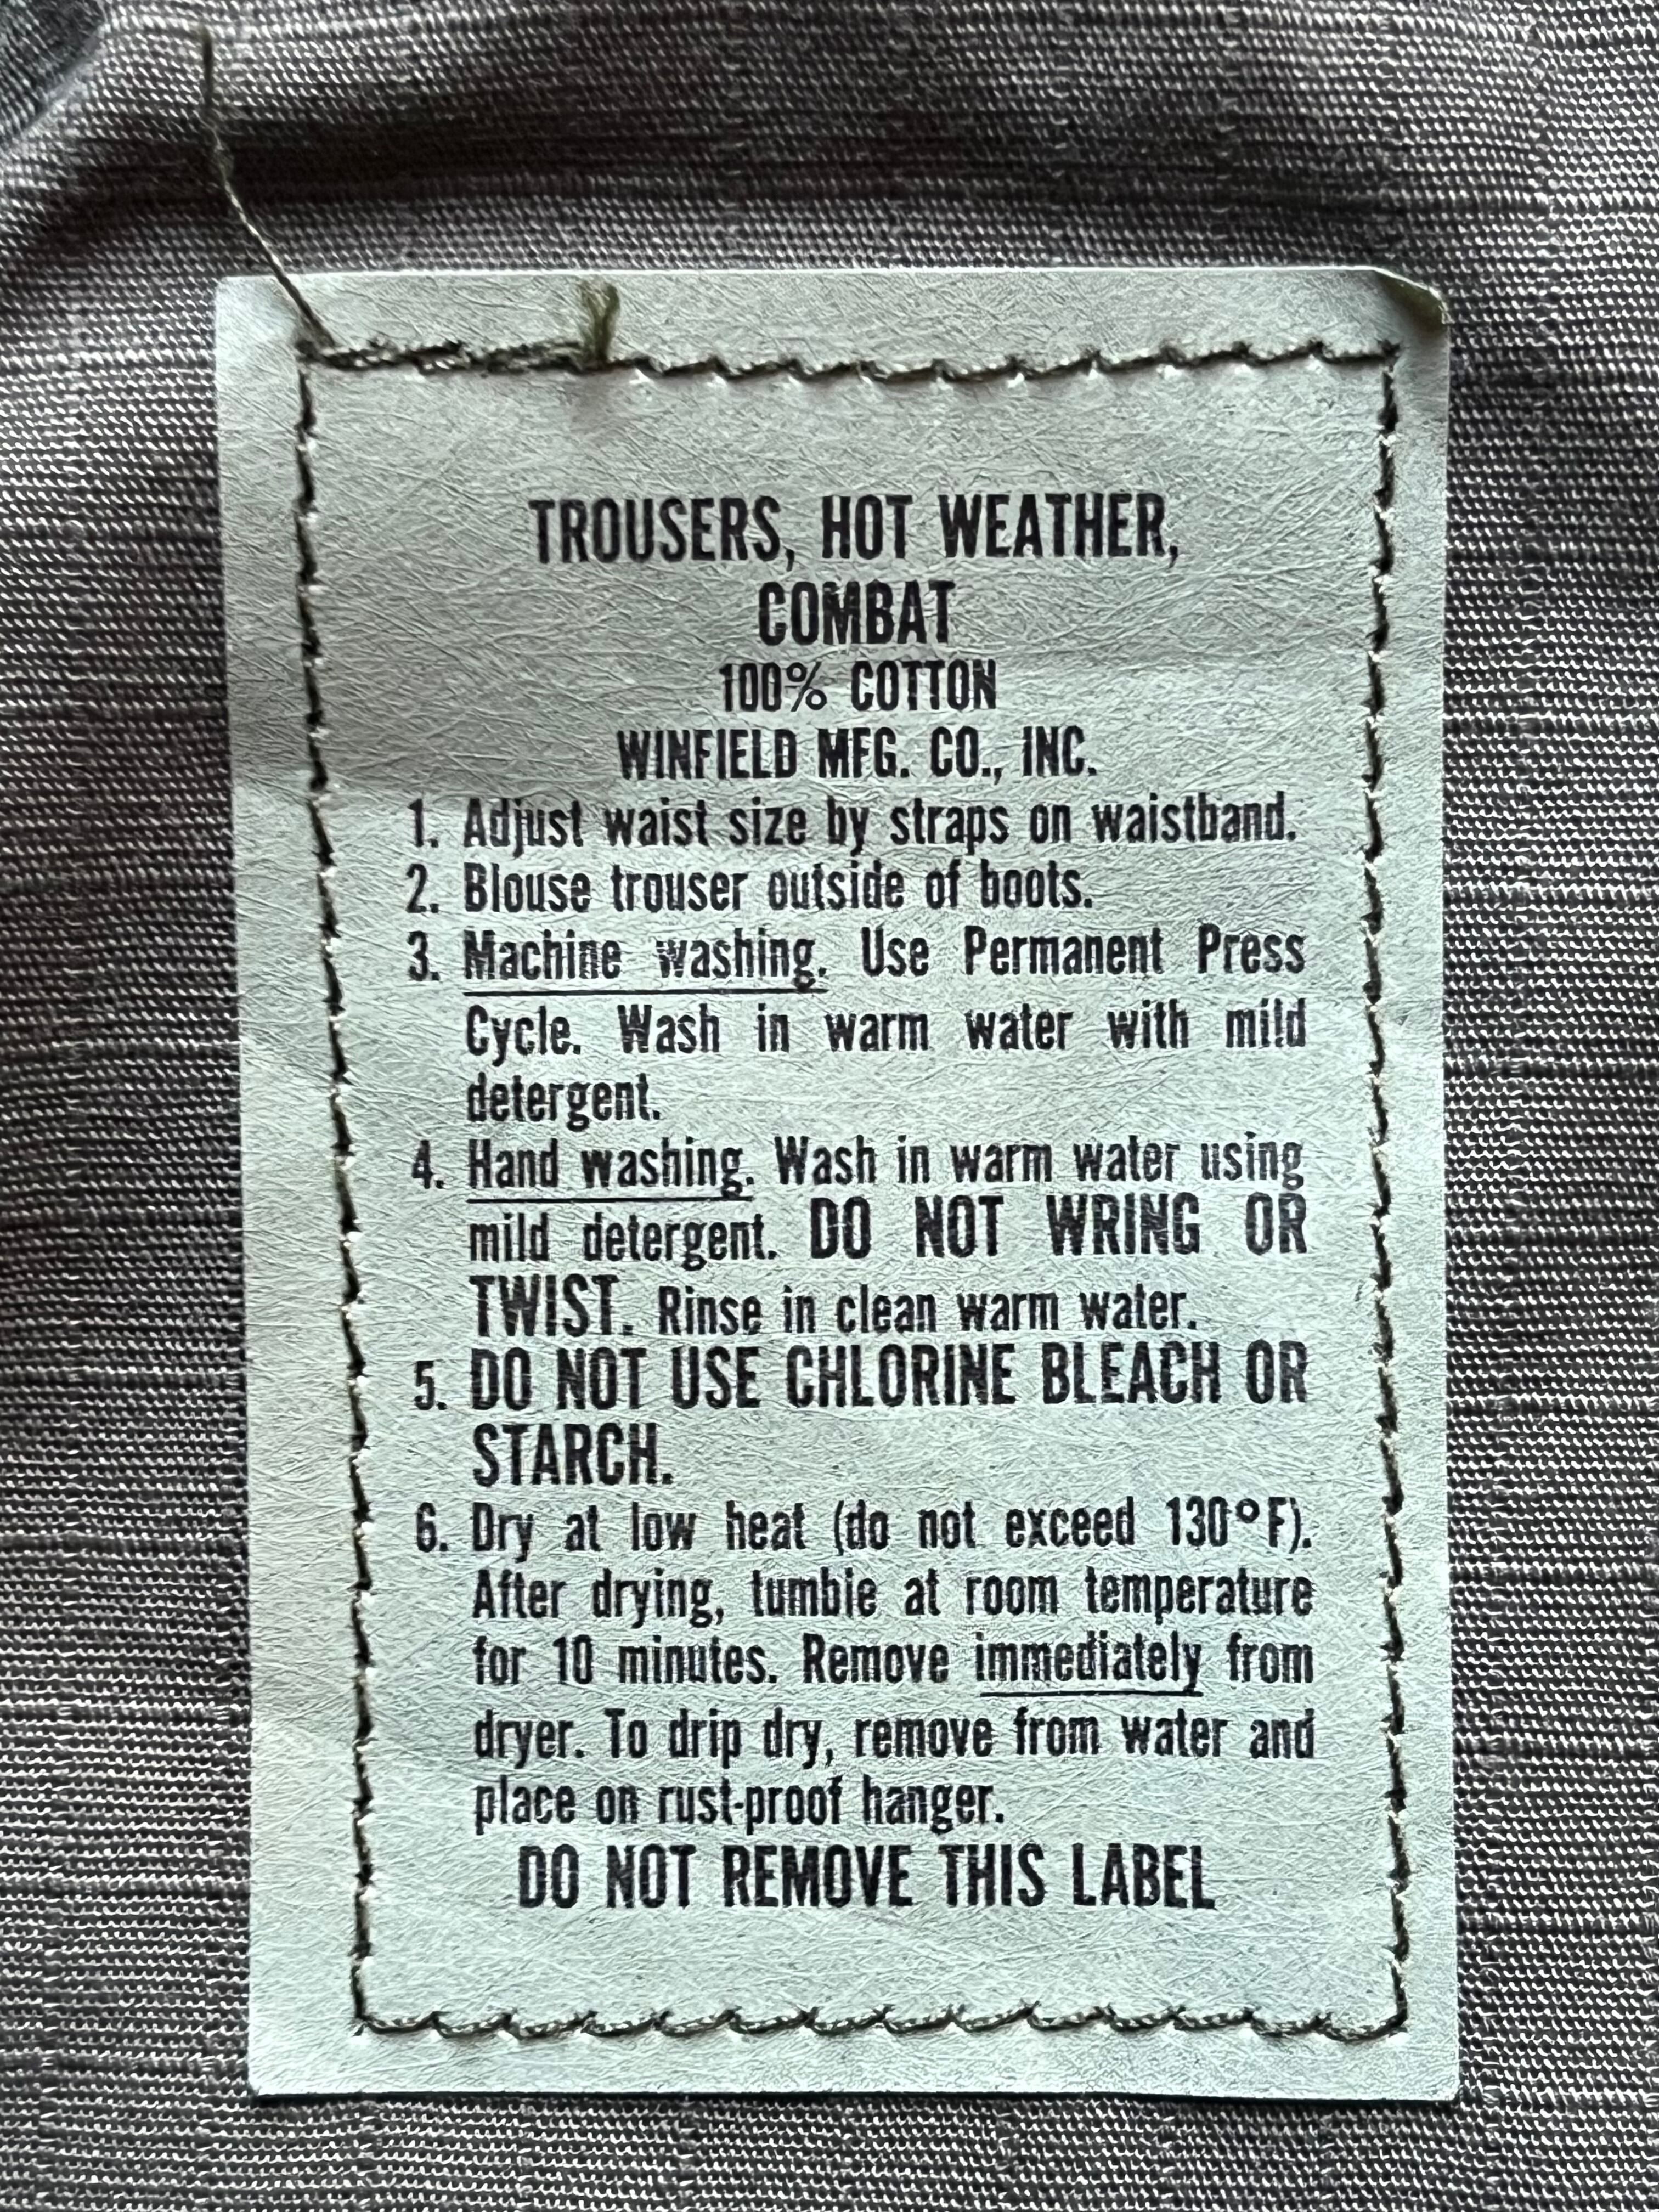 TROUSERS, HOT WEATHER,
COMBAT
100% COTTON
WINFIELD MFG. CO., INC.
1. Adjust waist size by straps on waistband.
2. Blouse trouser outside of boots.
3. Machine washing. Use Permanent Press
Cycle. Wash in warm water with mild
detergent.
4. Hand washing. Wash in warm water using
mild detergent. DO NOT WRING OR
TWIST. Rinse in clean warm water.
5. DO NOT USE CHLORINE BLEACH OR
STARCH.
6. Dry at low heat (do not exceed 130°F).
After drying, tumble at room temperature
for 10 minutes. Remove immediately from
dryer. To drip dry, remove from water and
place on rust-proof hanger.
DO NOT REMOVE THIS LABEL